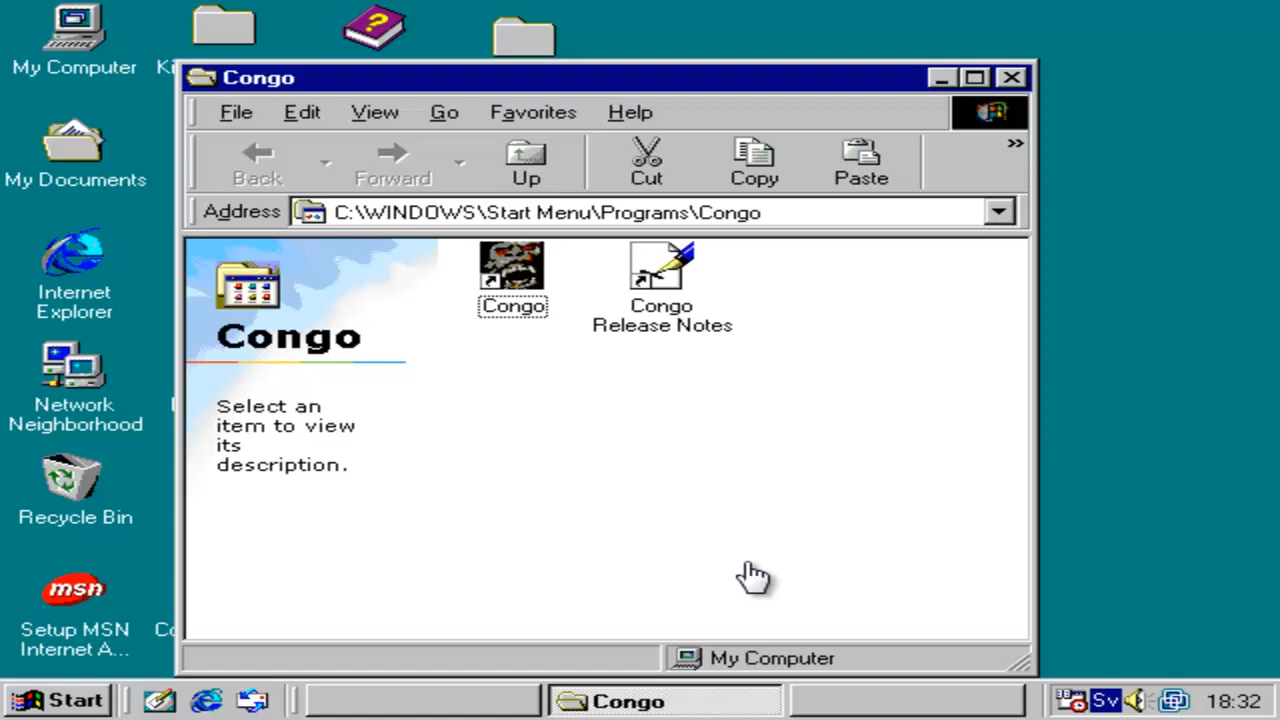 My Computer
Ki
Congo
File Edit View Go Favorites Help
Back Forward Up Cut Copy Paste »
Address C:\WINDOWS\Start Menu\Programs\Congo
My Documents
Internet
Explorer
Network
Neighborhood
Recycle Bin
msn
Setup MSN
Internet A...
Co
Congo
Select an
item to view
its
description.
Congo
Congo
Release Notes
My Computer
Start Congo Sv 18:32